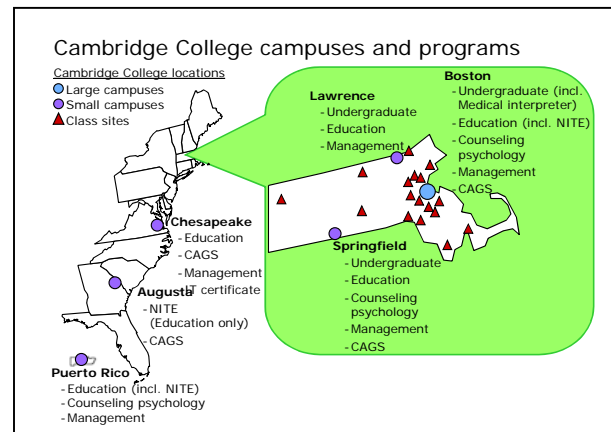 Cambridge College campuses and programs
Cambridge College locations
Large campuses
Small campuses
Class sites
Lawrence
- Undergraduate
- Education
- Management
Boston
- Undergraduate (incl.
Medical interpreter)
- Education (incl. NITE)
- Counseling
psychology
- Management
- CAGS
Chesapeake
- Education
- CAGS
- Management
IT certificate
Augusta
- NITE
(Education only)
- CAGS
Springfield
- Undergraduate
- Education
- Counseling
psychology
- Management
- CAGS
Puerto Rico
- Education (incl. NITE)
- Counseling psychology
- Management